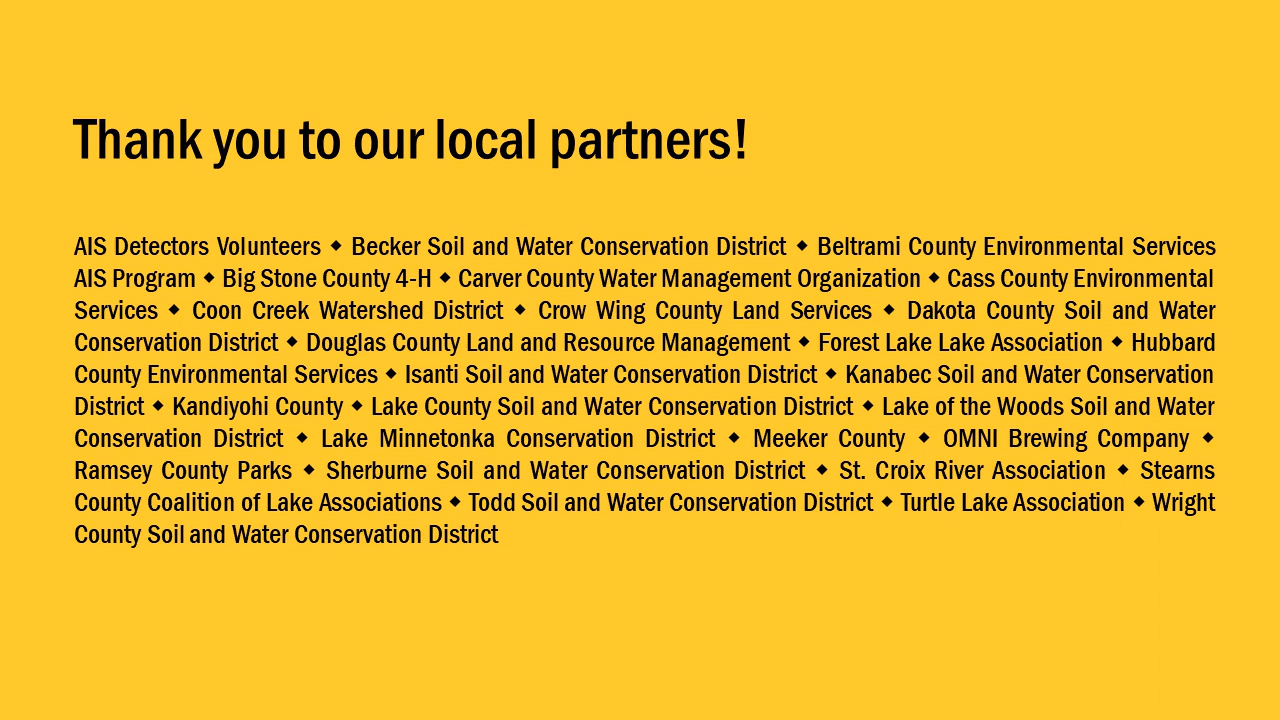 Thank you to our local partners!
AIS Detectors Volunteers ◆ Becker Soil and Water Conservation District ◆ Beltrami County Environmental Services
AIS Program ◆ Big Stone County 4-H ◆ Carver County Water Management Organization ◆ Cass County Environmental
Services ◆ Coon Creek Watershed District ◆ Crow Wing County Land Services ◆ Dakota County Soil and Water
Conservation District ◆ Douglas County Land and Resource Management ◆ Forest Lake Lake Association ◆ Hubbard
County Environmental Services ◆ Isanti Soil and Water Conservation District ◆ Kanabec Soil and Water Conservation
District ◆ Kandiyohi County ◆ Lake County Soil and Water Conservation District ◆ Lake of the Woods Soil and Water
Conservation District ◆ Lake Minnetonka Conservation District ◆ Meeker County ◆ OMNI Brewing Company ◆
Ramsey County Parks ◆ Sherburne Soil and Water Conservation District ◆ St. Croix River Association ◆ Stearns
County Coalition of Lake Associations ◆ Todd Soil and Water Conservation District ◆ Turtle Lake Association ◆ Wright
County Soil and Water Conservation District